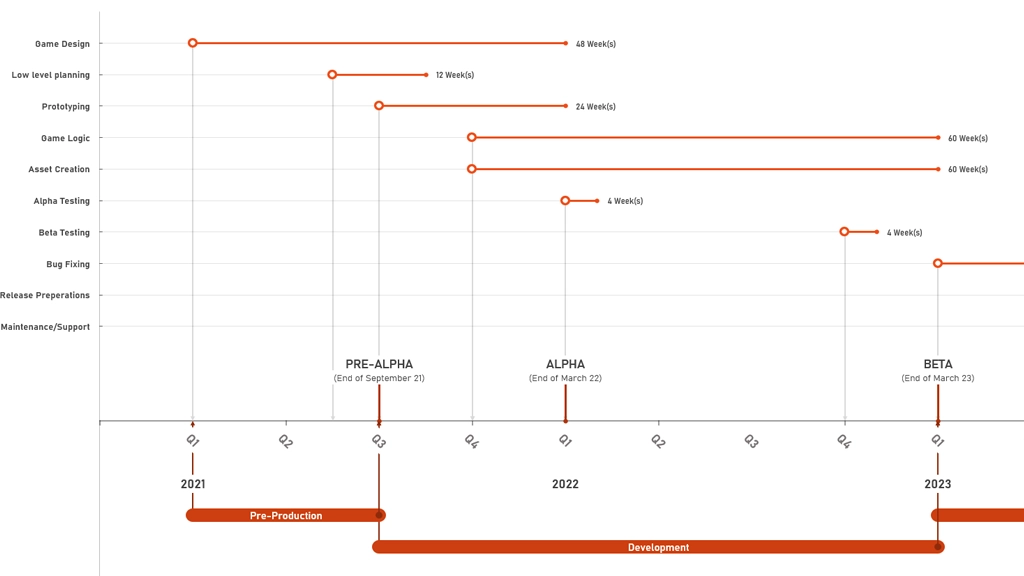 Game Design
48 Week(s)
Low level planning
12 Week(s)
Prototyping
24 Week(s)
Game Logic
60 Week(s)
Asset Creation
60 Week(s)
Alpha Testing
4 Week(s)
Beta Testing
4 Week(s)
Bug Fixing
Release Preperations
Maintenance/Support
PRE-ALPHA
(End of September 21)
ALPHA
(End of March 22)
BETA
(End of March 23)
Q1
Q2
Q3
Q4
Q1
Q2
Q3
Q4
Q1
2021
2022
2023
Pre-Production
Development